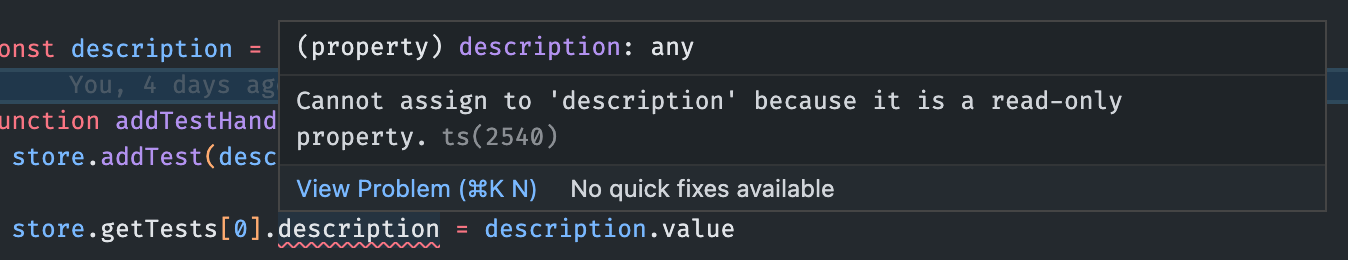 onst description = 
(property) description: any
You, 4 days ag
Cannot assign to 'description' because it is a read-only
unction addTestHand
property. ts(2540)
store.addTest(desc
View Problem (⌘K N) No quick fixes available
store.getTests[0].description = description.value